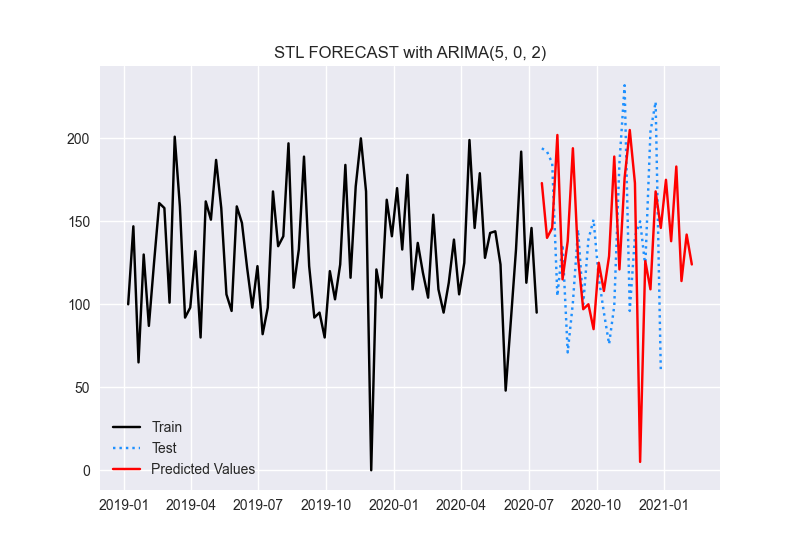 STL FORECAST with ARIMA(5, 0, 2)
200
150
100
50
0
Train
Test
Predicted Values
2019-01 2019-04 2019-07 2019-10 2020-01 2020-04 2020-07 2020-10 2021-01